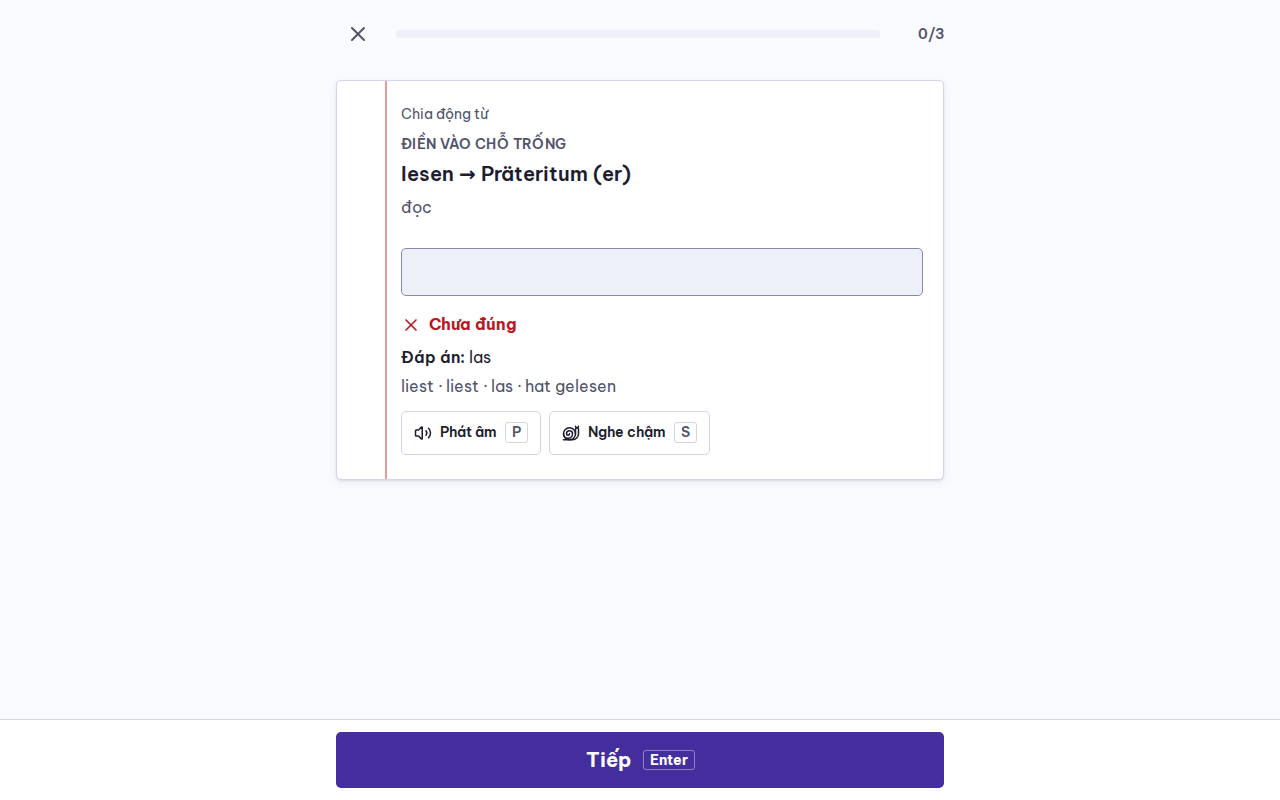 0/3
Chia động từ
ĐIỀN VÀO CHỖ TRỐNG
lesen → Präteritum (er)
đọc
Chưa đúng
Đáp án: las
liest · liest · las · hat gelesen
Phát âm P Nghe chậm S
Tiếp Enter